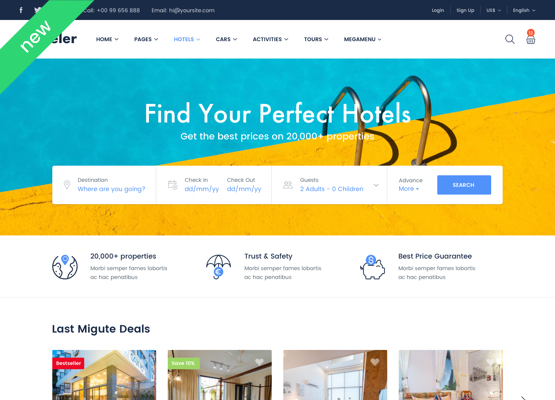 new
Call: +00 99 656 888
Email: hi@yoursite.com
Login
Sign Up
US$
English
eler
HOME
PAGES
HOTELS
CARS
ACTIVITIES
TOURS
MEGAMENU
Find Your Perfect Hotels
Get the best prices on 20,000+ properties
Destination
Where are you going?
Check In
dd/mm/yy
Check Out
dd/mm/yy
Guests
2 Adults - 0 Children
Advance
More +
SEARCH
20,000+ properties
Morbi semper fames lobortis
ac hac penatibus
Trust & Safety
Morbi semper fames lobortis
ac hac penatibus
Best Price Guarantee
Morbi semper fames lobortis
ac hac penatibus
Last Migute Deals
Bestseller
Save 10%